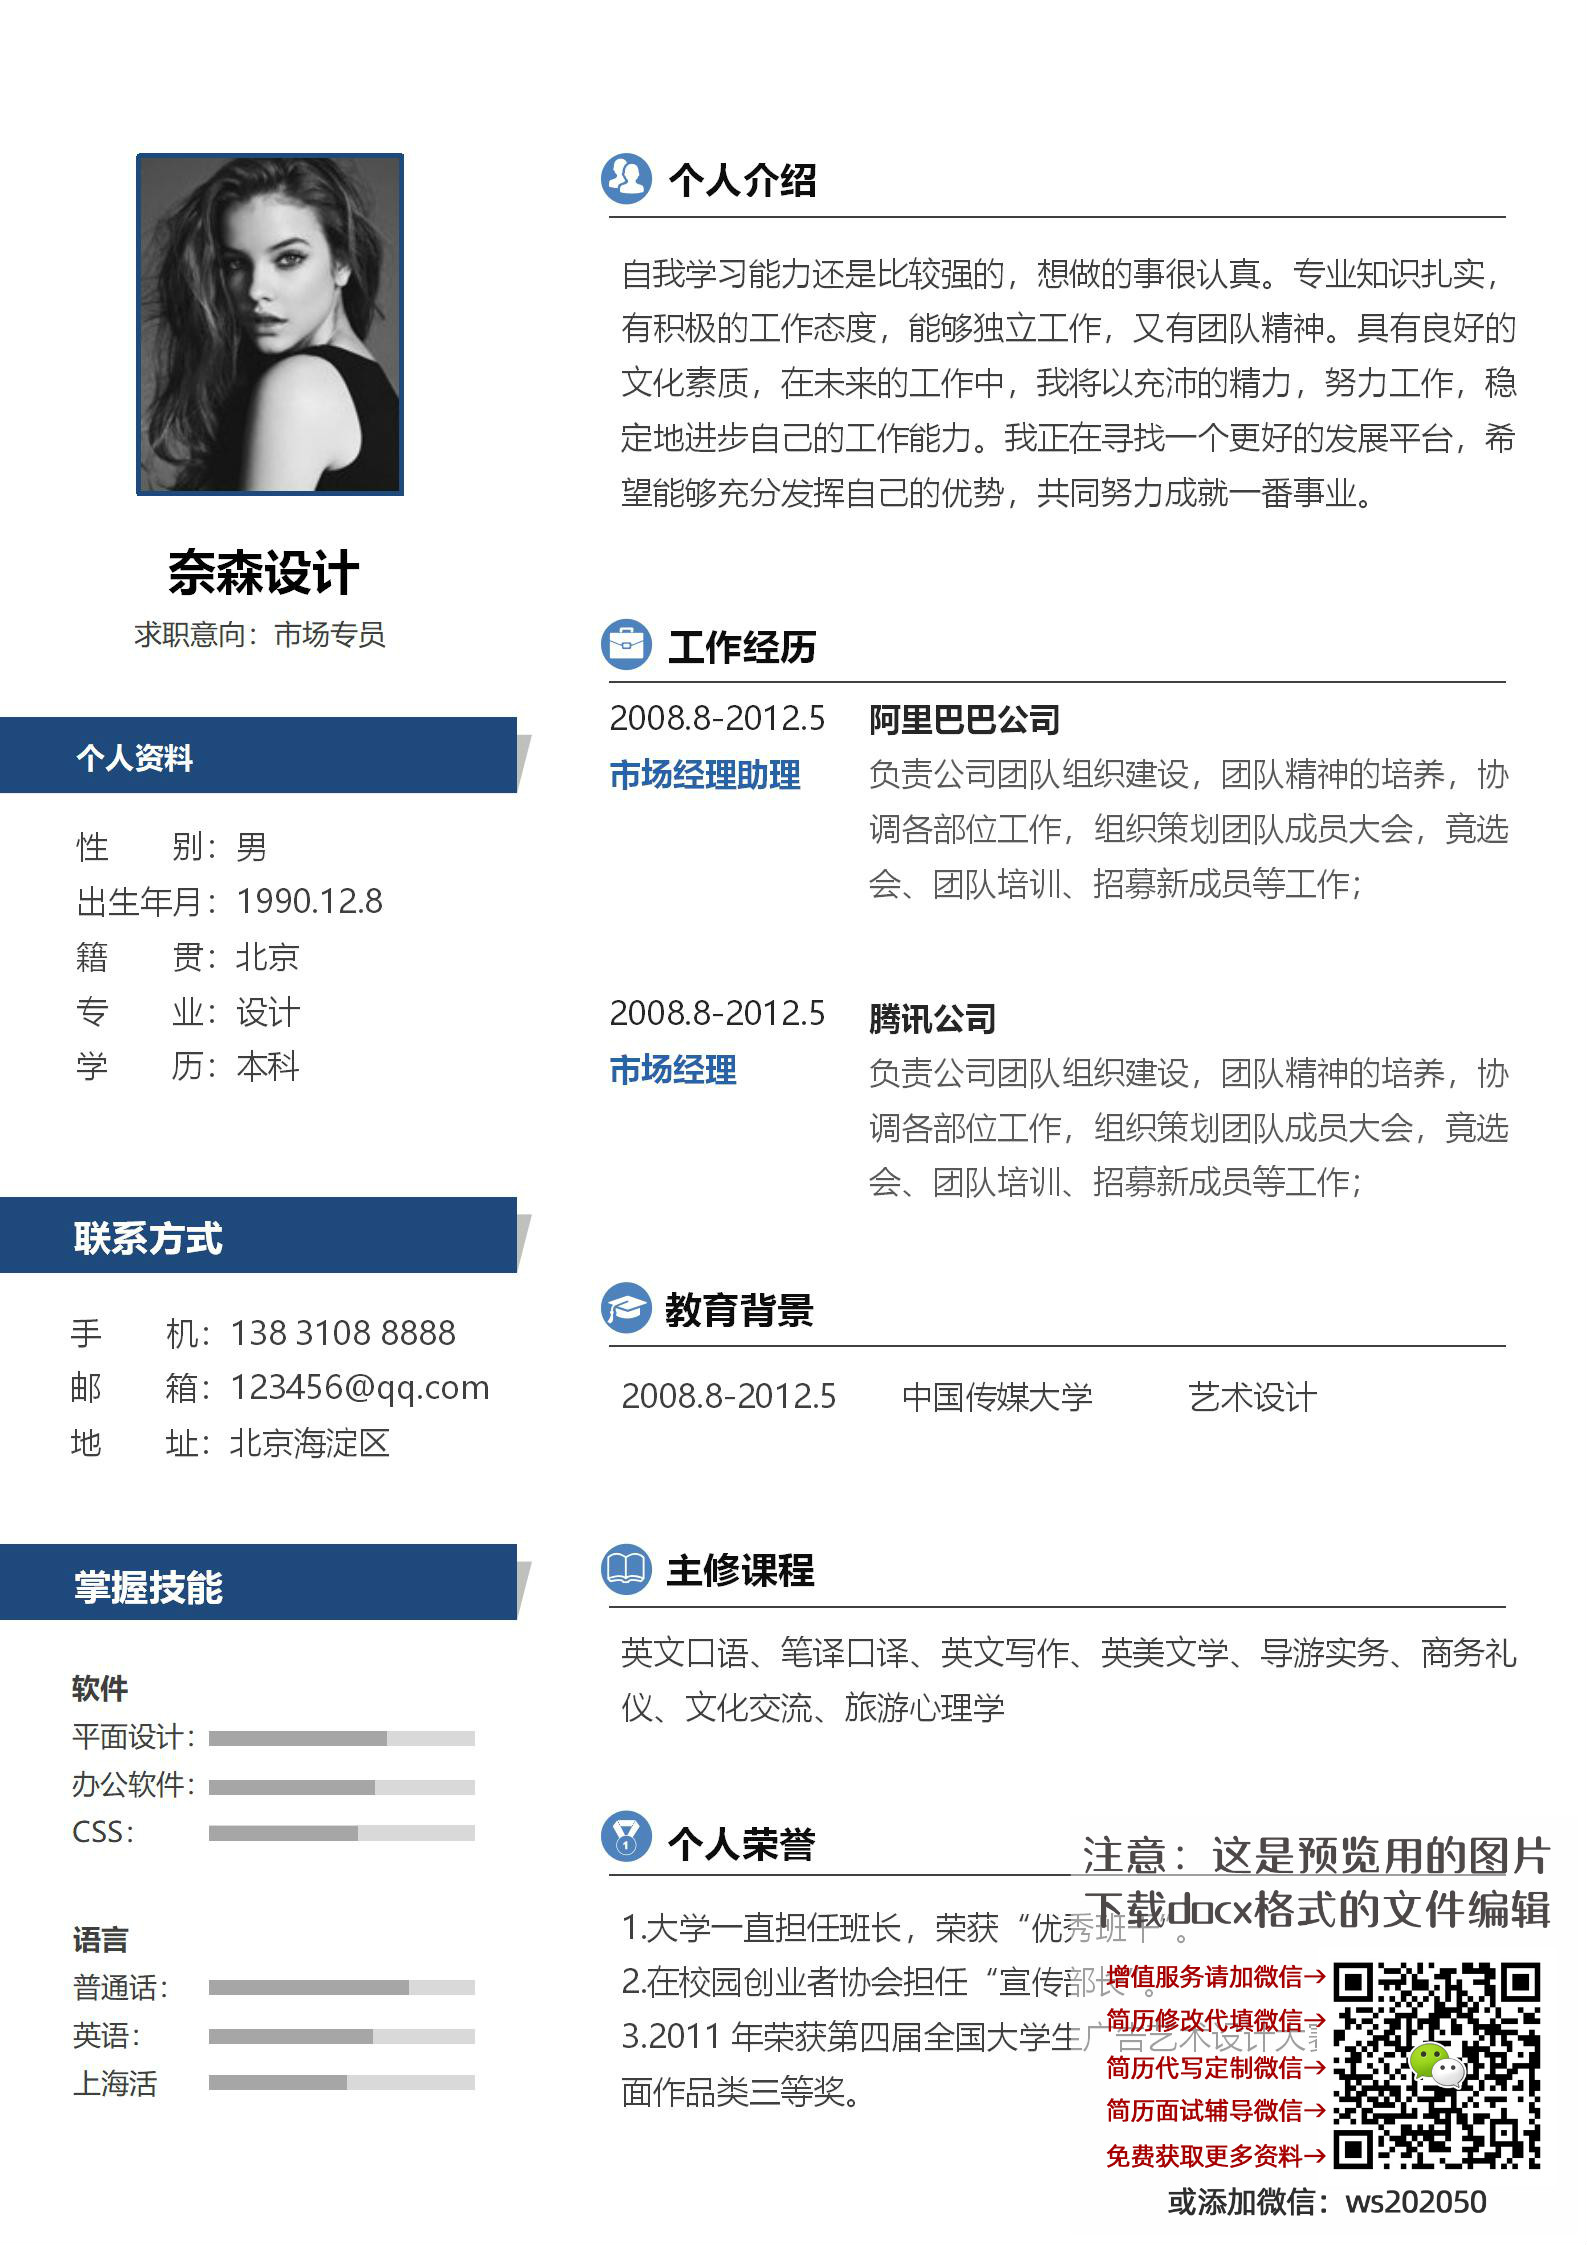 奈森设计
求职意向：市场专员
个人资料
性　　别：男
出生年月：1990.12.8
籍　　贯：北京
专　　业：设计
学　　历：本科
联系方式
手　　机：138 3108 8888
邮　　箱：123456@qq.com
地　　址：北京海淀区
掌握技能
软件
平面设计：
办公软件：
CSS：
语言
普通话：
英语：
上海活
个人介绍
自我学习能力还是比较强的，想做的事很认真。专业知识扎实，
有积极的工作态度，能够独立工作，又有团队精神。具有良好的
文化素质，在未来的工作中，我将以充沛的精力，努力工作，稳
定地进步自己的工作能力。我正在寻找一个更好的发展平台，希
望能够充分发挥自己的优势，共同努力成就一番事业。
工作经历
2008.8-2012.5 阿里巴巴公司
市场经理助理
负责公司团队组织建设，团队精神的培养，协
调各部位工作，组织策划团队成员大会，竟选
会、团队培训、招募新成员等工作；
2008.8-2012.5 腾讯公司
市场经理
负责公司团队组织建设，团队精神的培养，协
调各部位工作，组织策划团队成员大会，竟选
会、团队培训、招募新成员等工作；
教育背景
2008.8-2012.5 中国传媒大学 艺术设计
主修课程
英文口语、笔译口译、英文写作、英美文学、导游实务、商务礼
仪、文化交流、旅游心理学
个人荣誉
1.大学一直担任班长，荣获“优秀班干”。
2.在校园创业者协会担任“宣传部长”。
3.2011 年荣获第四届全国大学生广告艺术设计大
面作品类三等奖。
注意：这是预览用的图片
下载docx格式的文件编辑
增值服务请加微信→
简历修改代填微信→
简历代写定制微信→
简历面试辅导微信→
免费获取更多资料→
或添加微信：ws202050